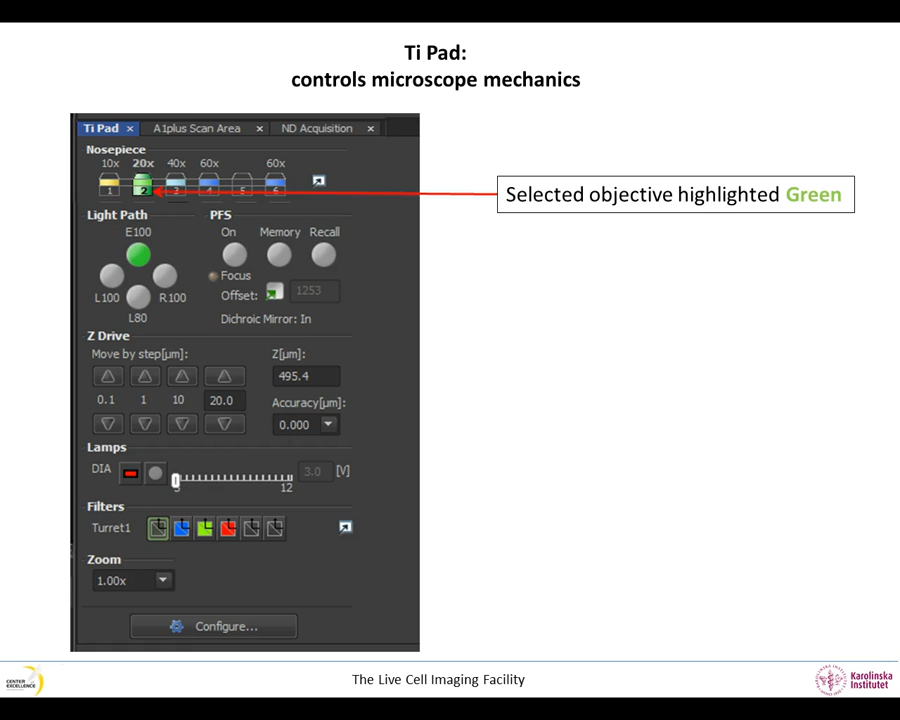 Ti Pad:
controls microscope mechanics
Ti Pad × A1plus Scan Area × ND Acquisition ×
Nosepiece
10x 20x 40x 60x 60x
1 2 3 4 5 6
Selected objective highlighted Green
Light Path PFS
E100 On Memory Recall
Focus
L100 R100 Offset: 1253
L80 Dichroic Mirror: In
Z Drive
Move by step[µm]: Z[µm]:
495.4
0.1 1 10 20.0 Accuracy[µm]:
0.000
Lamps
DIA 3.0 [V]
3 12
Filters
Turret1
Zoom
1.00x
Configure...
CENTER
EXCELLENCE
The Live Cell Imaging Facility
Karolinska
Institutet